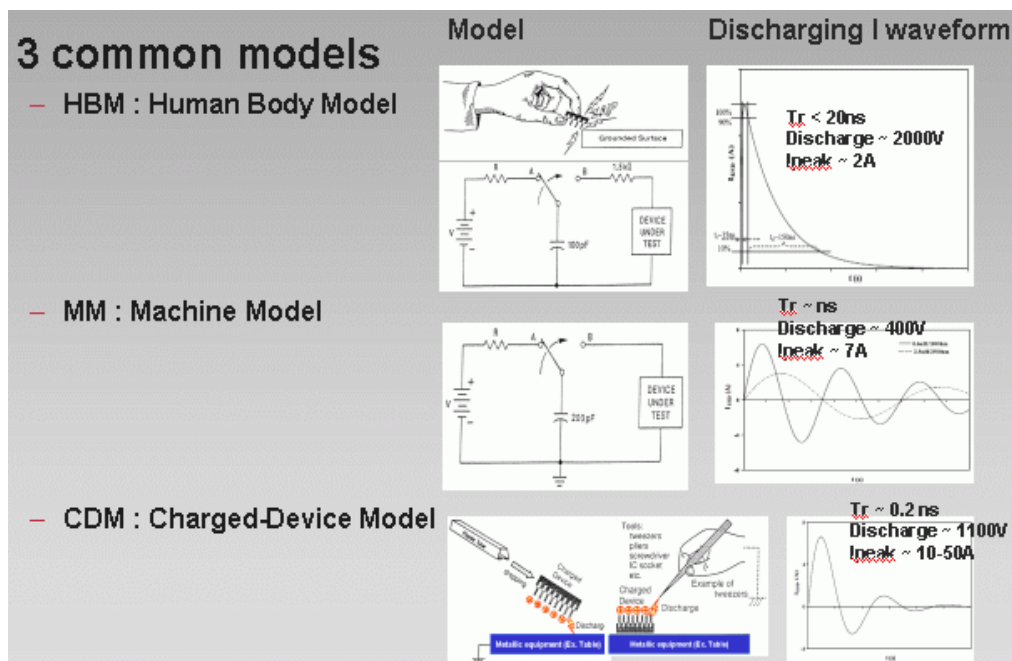 3 common models
Model
Discharging I waveform
– HBM : Human Body Model
Grounded Surface
R
A
B
1.5kΩ
V
+
–
100pF
DEVICE
UNDER
TEST
Tr < 20ns
Discharge ~ 2000V
Ipeak ~ 2A
100%
90%
10%
t (s)
– MM : Machine Model
R
A
B
V
+
–
200pF
DEVICE
UNDER
TEST
Tr ~ ns
Discharge ~ 400V
Ipeak ~ 7A
t (s)
– CDM : Charged-Device Model
dropping
Charged
Device
Discharg
Metallic equipment (Ex. Table)
Tools:
tweezers
pliers
screwdriver
IC socket
etc.
Charged
Device
Discharge
Example of
tweezers
Metallic equipment (Ex. Table)
Tr ~ 0.2 ns
Discharge ~ 1100V
Ipeak ~ 10-50A